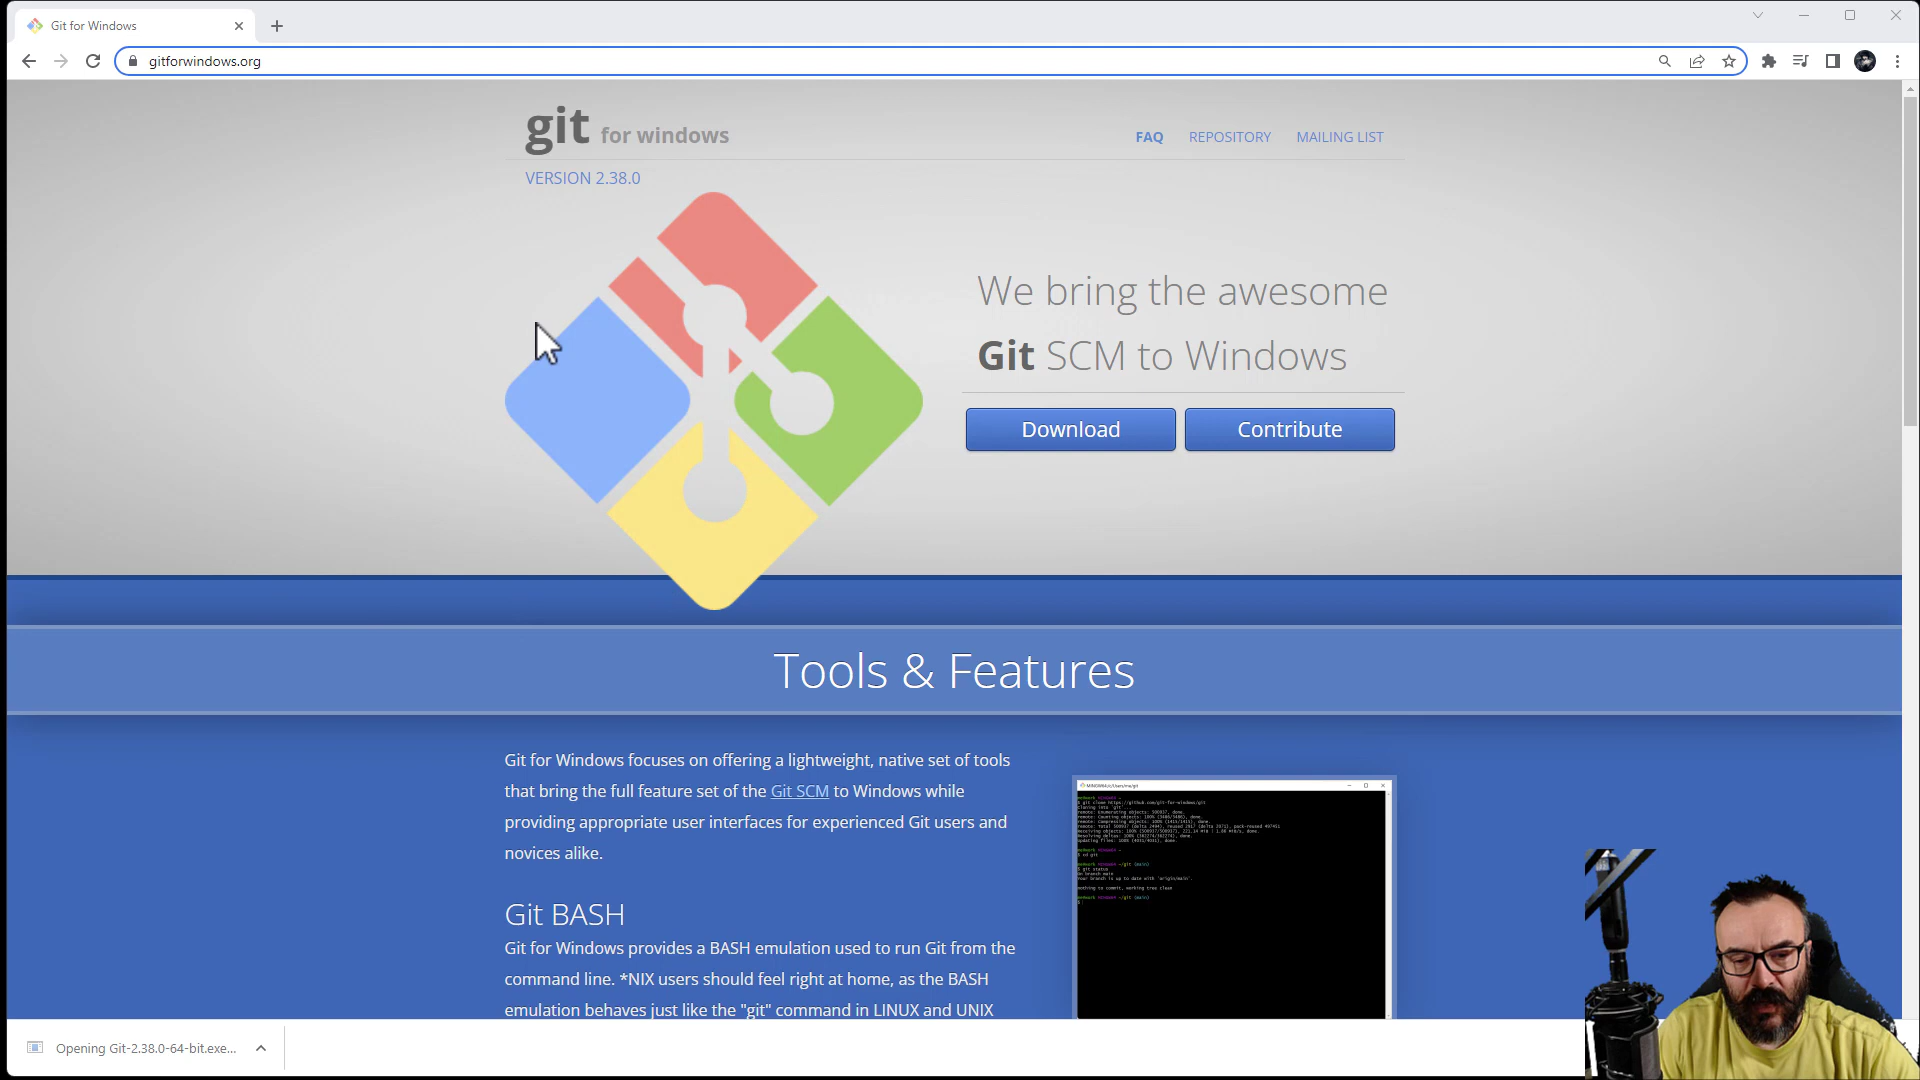 Git for Windows
gitforwindows.org
git for windows
FAQ
REPOSITORY
MAILING LIST
VERSION 2.38.0
We bring the awesome
Git SCM to Windows
Download
Contribute
Tools & Features
Git for Windows focuses on offering a lightweight, native set of tools
that bring the full feature set of the Git SCM to Windows while
providing appropriate user interfaces for experienced Git users and
novices alike.
Git BASH
Git for Windows provides a BASH emulation used to run Git from the
command line. *NIX users should feel right at home, as the BASH
emulation behaves just like the "git" command in LINUX and UNIX
Opening Git-2.38.0-64-bit.exe...